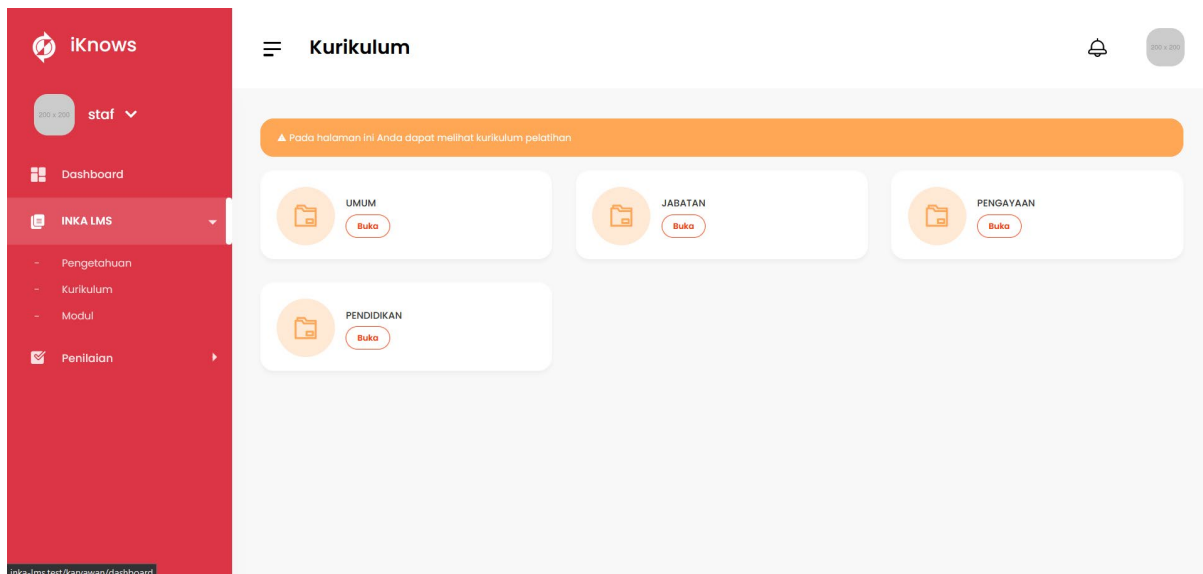 iKnows
Kurikulum
200 x 200
200 x 200
staf
Pada halaman ini Anda dapat melihat kurikulum pelatihan
Dashboard
INKA LMS
Pengetahuan
Kurikulum
Modul
Penilaian
UMUM
Buka
JABATAN
Buka
PENGAYAAN
Buka
PENDIDIKAN
Buka
inka-lms.test/karyawan/dashboard